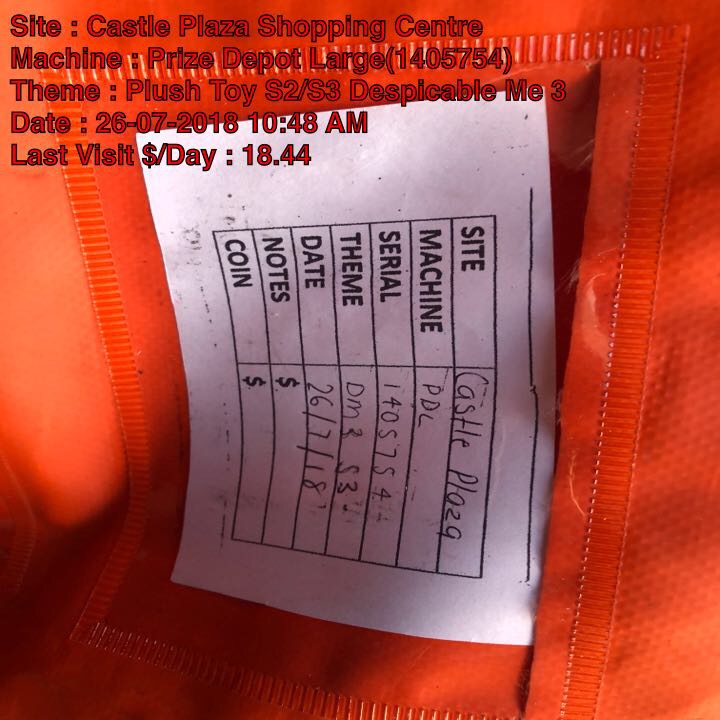 Site : Castle Plaza Shopping Centre
Machine : Prize Depot Large(1405754)
Theme : Plush Toy S2/S3 Despicable Me 3
Date : 26-07-2018 10:48 AM
Last Visit $/Day : 18.44
SITE Castle Plaza
MACHINE PDL
SERIAL 1405754
THEME DM3 S3
DATE 26/7/18
NOTES $
COIN $